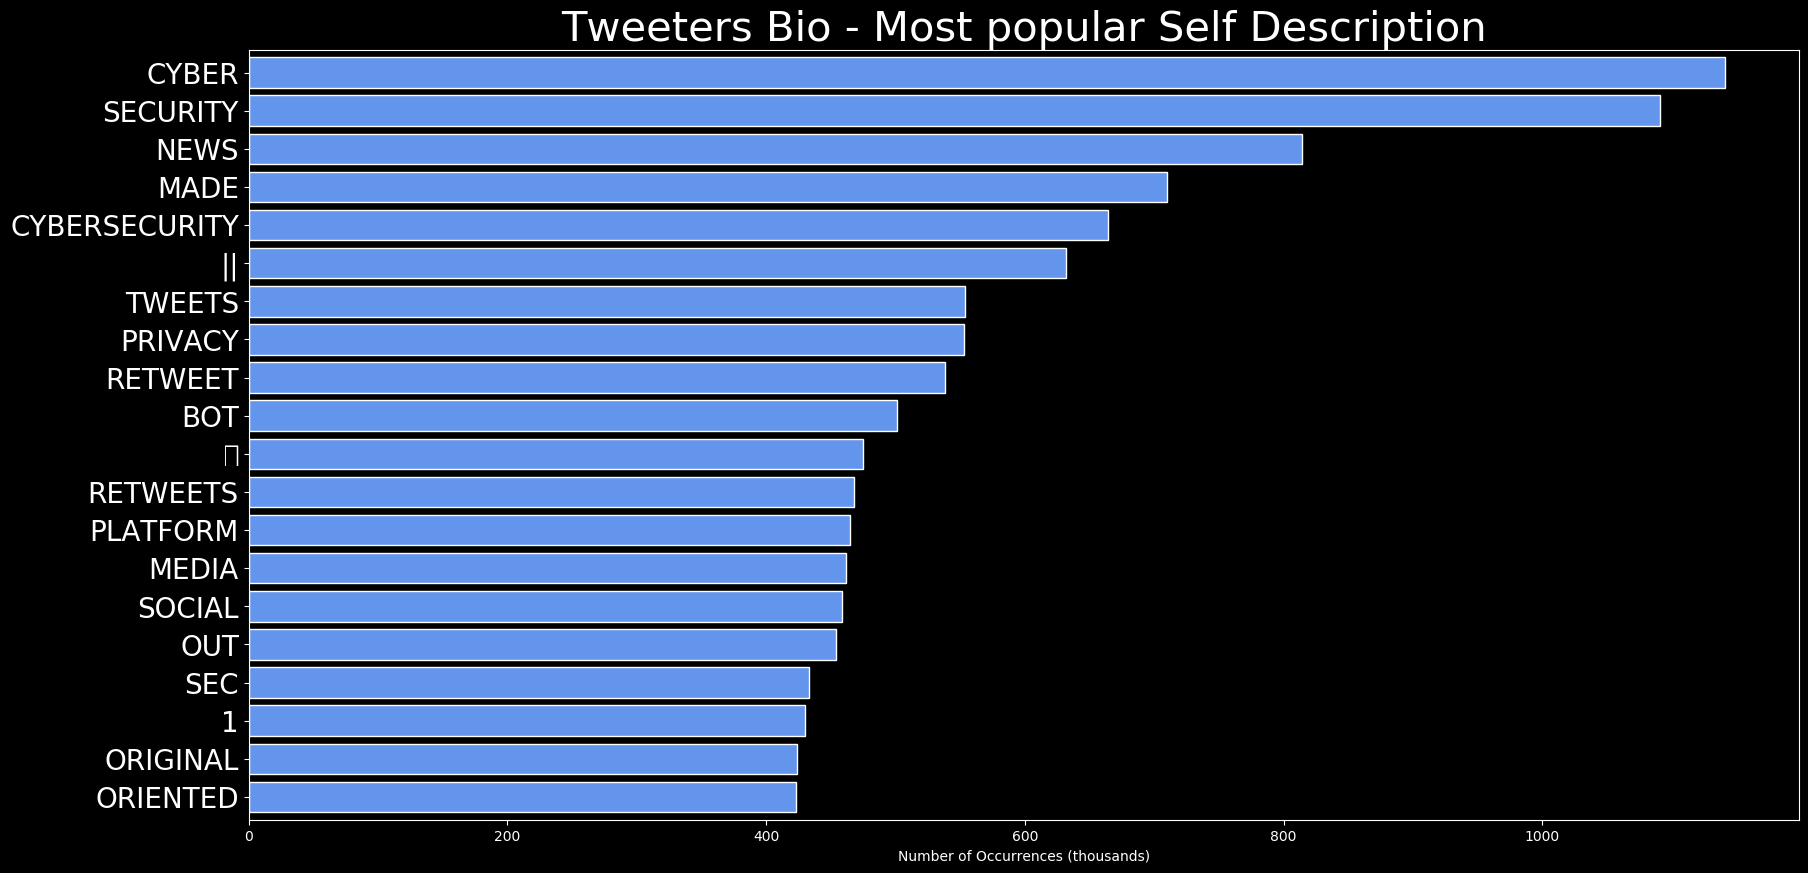 Tweeters Bio - Most popular Self Description
CYBER
SECURITY
NEWS
MADE
CYBERSECURITY
||
TWEETS
PRIVACY
RETWEET
BOT
RETWEETS
PLATFORM
MEDIA
SOCIAL
OUT
SEC
1
ORIGINAL
ORIENTED
0 200 400 600 800 1000
Number of Occurrences (thousands)